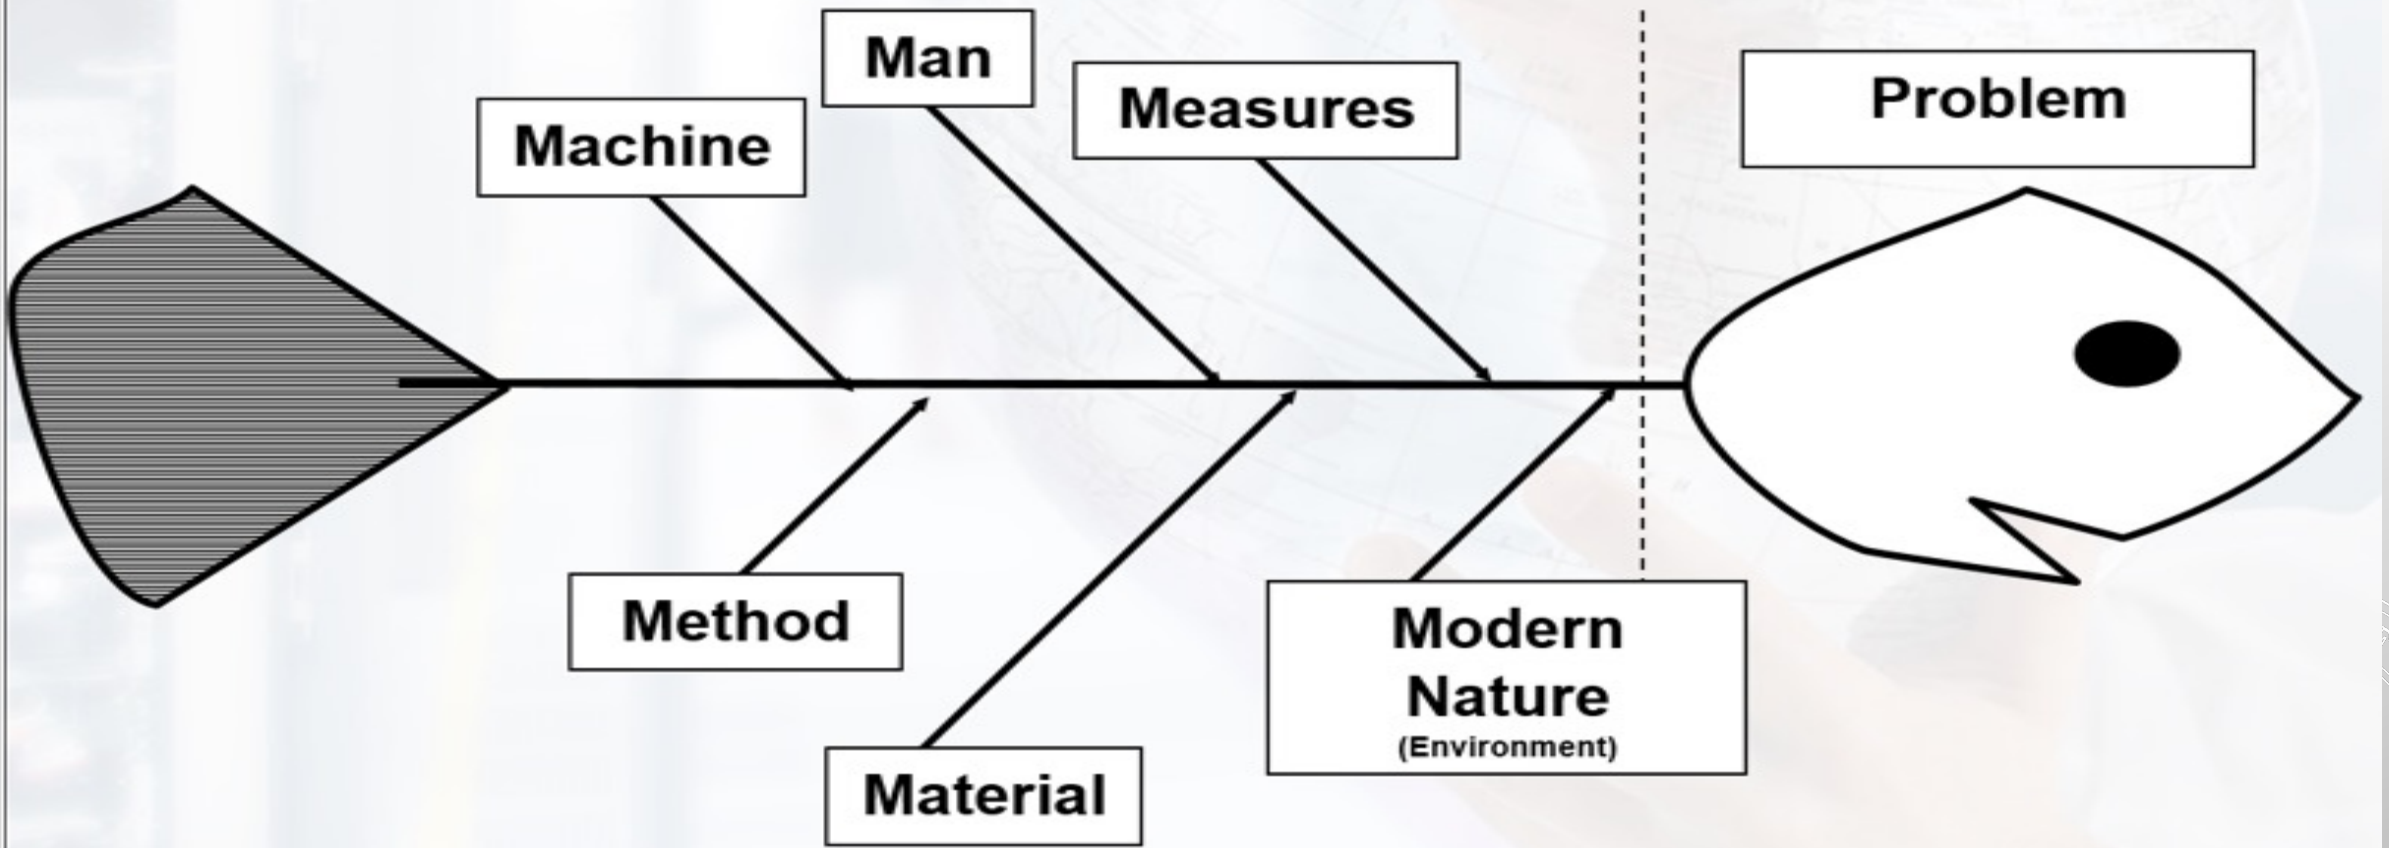 Man
Measures
Problem
Machine
Method
Modern
Nature
(Environment)
Material